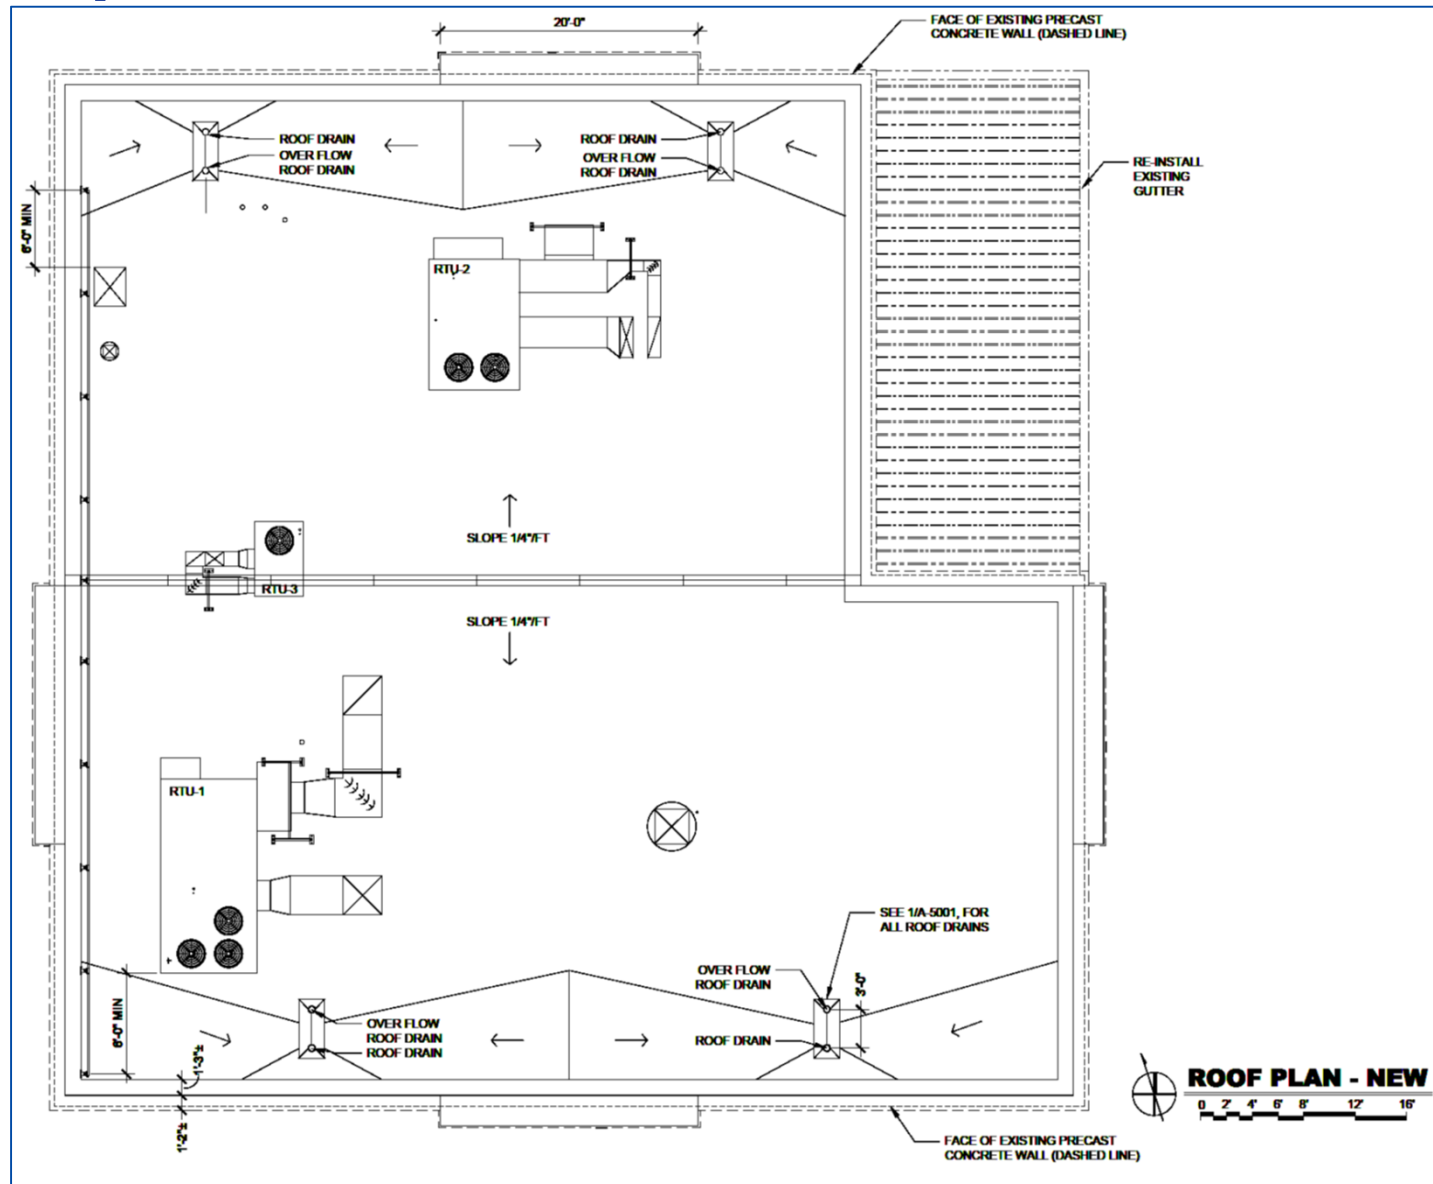 20'-0"
FACE OF EXISTING PRECAST
CONCRETE WALL (DASHED LINE)
ROOF DRAIN
OVER FLOW
ROOF DRAIN
ROOF DRAIN
OVER FLOW
ROOF DRAIN
RE-INSTALL
EXISTING
GUTTER
6'-0" MIN
RTU-2
SLOPE 1/4"/FT
RTU-3
SLOPE 1/4"/FT
RTU-1
SEE 1/A-5001, FOR
ALL ROOF DRAINS
OVER FLOW
ROOF DRAIN
3'-0"
6'-0" MIN
OVER FLOW
ROOF DRAIN
ROOF DRAIN
ROOF DRAIN
1'-3"±
1'-2"±
ROOF PLAN - NEW
0 2' 4' 6' 8' 12' 16'
FACE OF EXISTING PRECAST
CONCRETE WALL (DASHED LINE)